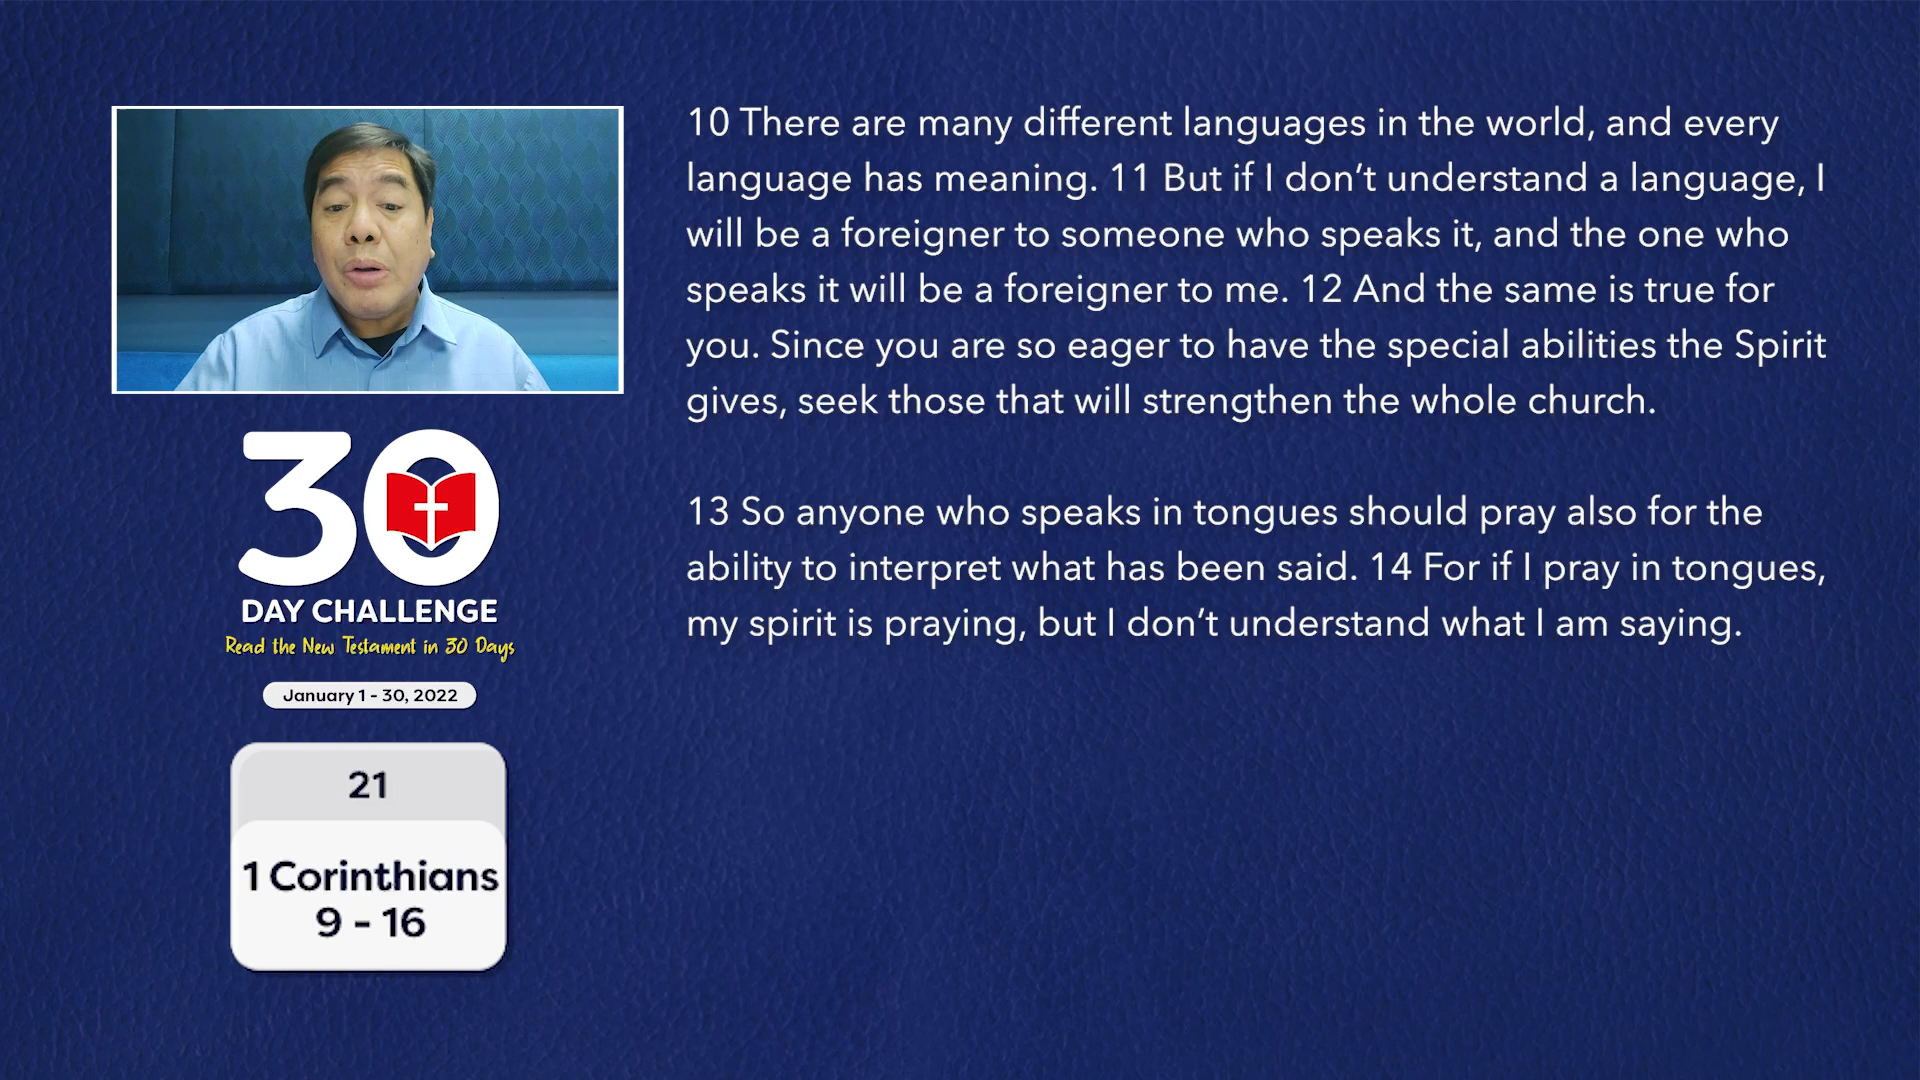 10 There are many different languages in the world, and every
language has meaning. 11 But if I don’t understand a language, I
will be a foreigner to someone who speaks it, and the one who
speaks it will be a foreigner to me. 12 And the same is true for
you. Since you are so eager to have the special abilities the Spirit
gives, seek those that will strengthen the whole church.
13 So anyone who speaks in tongues should pray also for the
ability to interpret what has been said. 14 For if I pray in tongues,
my spirit is praying, but I don’t understand what I am saying.
30
DAY CHALLENGE
Read the New Testament in 30 Days
January 1 - 30, 2022
21
1 Corinthians
9 - 16